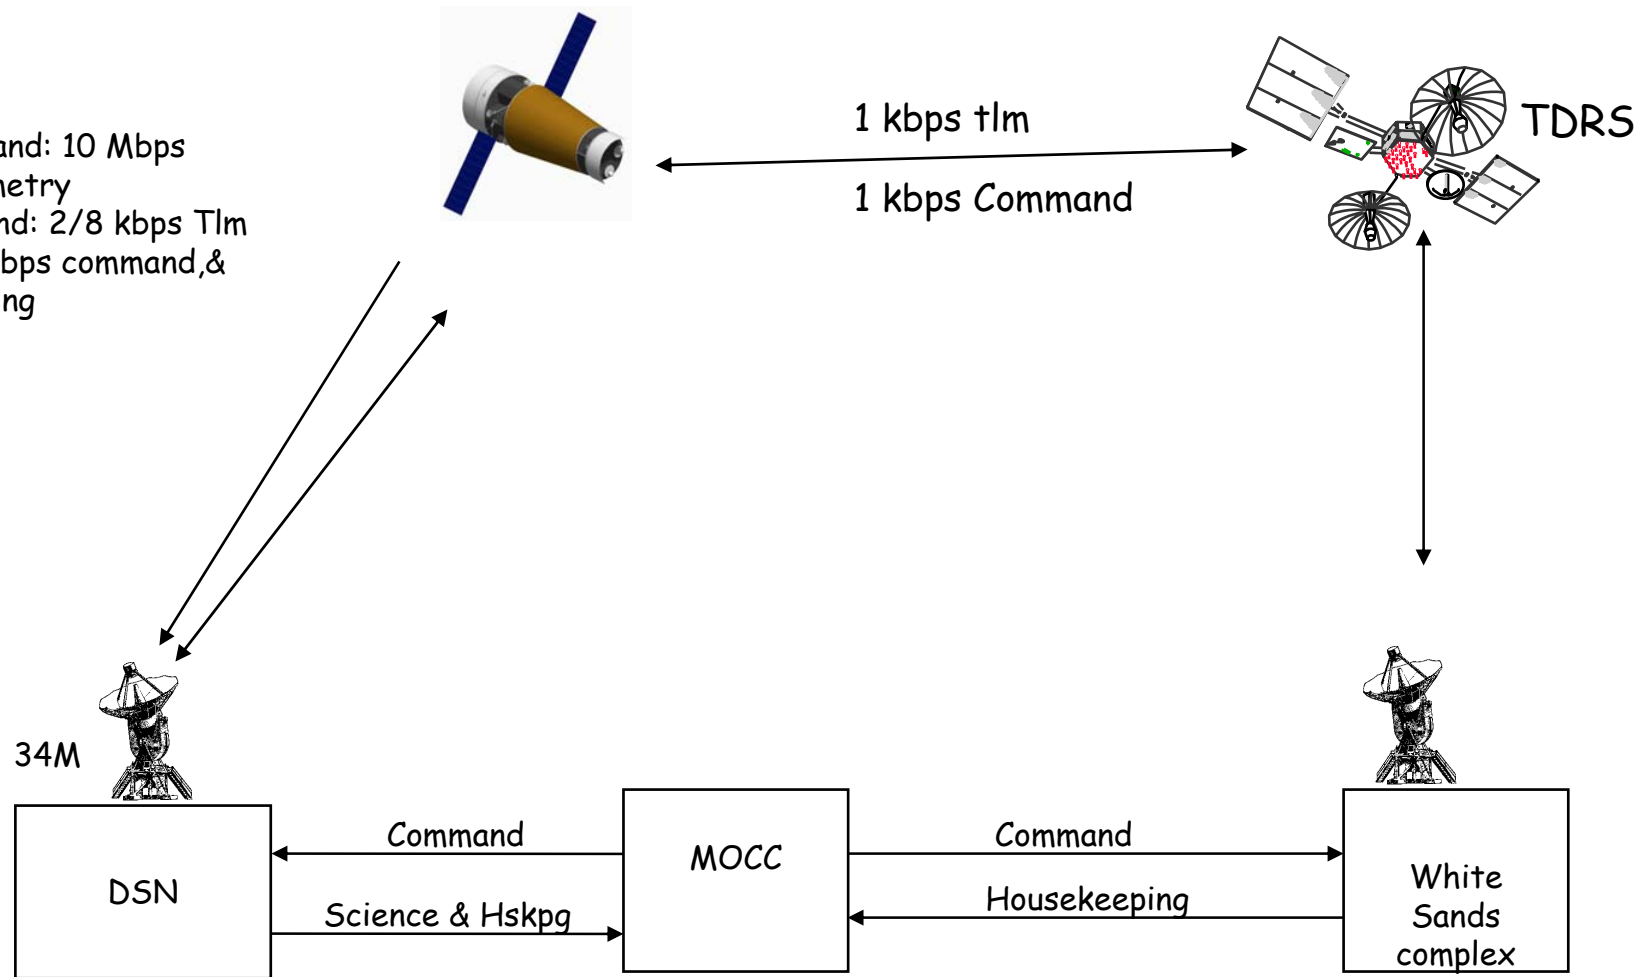 and: 10 Mbps
metry
nd: 2/8 kbps Tlm
bps command,&
ng
1 kbps tlm
1 kbps Command
TDRS
34M
DSN
Command
Science & Hskpg
MOCC
Command
Housekeeping
White
Sands
complex